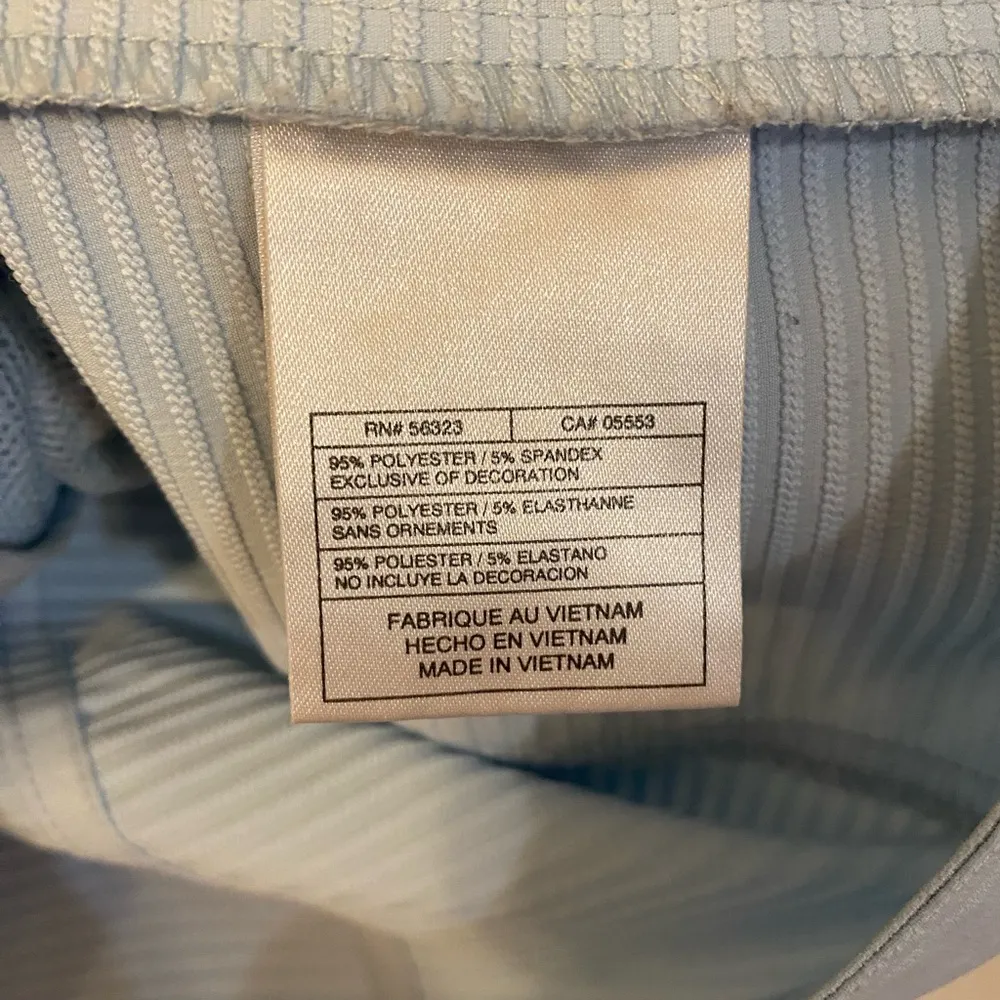 RN# 56323 CA# 05553
95% POLYESTER / 5% SPANDEX
EXCLUSIVE OF DECORATION
95% POLYESTER / 5% ELASTHANNE
SANS ORNEMENTS
95% POLIESTER / 5% ELASTANO
NO INCLUYE LA DECORACION
FABRIQUE AU VIETNAM
HECHO EN VIETNAM
MADE IN VIETNAM